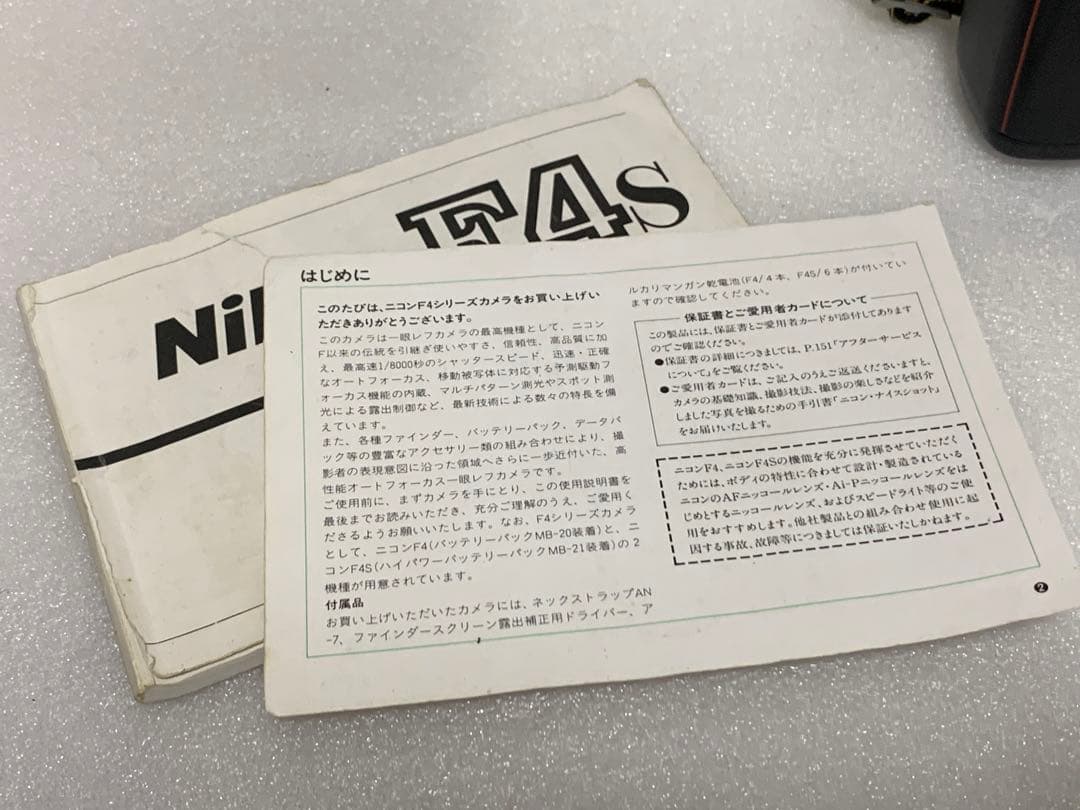 F4s
Nik
はじめに
このたびは、ニコンF4シリーズカメラをお買い上げい
ただきありがとうございます。
このカメラは一眼レフカメラの最高機種として、ニコン
F以来の伝統を引継ぎ使いやすさ、信頼性、高品質に加
え、最高速1/8000秒のシャッタースピード、迅速・正確
なオートフォーカス、移動被写体に対応する予測駆動フ
ォーカス機能の内蔵、マルチパターン測光やスポット測
光による露出制御など、最新技術による数々の特長を備
えています。
また、各種ファインダー、バッテリーパック、データバ
ック等の豊富なアクセサリー類の組み合わせにより、撮
影者の表現意図に沿った領域へさらに一歩近付いた、高
性能オートフォーカス一眼レフカメラです。
ご使用前に、まずカメラを手にとり、この使用説明書を
最後までお読みいただき、充分ご理解のうえ、ご愛用く
ださるようお願いいたします。なお、F4シリーズカメラ
として、ニコンF4(バッテリーパックMB-20装着)と、ニ
コンF4S(ハイパワーバッテリーパックMB-21装着)の2
機種が用意されています。
付属品
お買い上げいただいたカメラには、ネックストラップAN
-7、ファインダースクリーン露出補正用ドライバー、ア
ルカリマンガン乾電池(F4/4本、F4S/6本)が付いてい
ますので確認してください。
保証書とご愛用者カードについて
この製品には、保証書とご愛用者カードが添付してあります
のでご確認ください。
●保証書の詳細につきましては、P.151「アフターサービス
について」をご覧ください。
●ご愛用者カードは、ご記入のうえご返送くださいますと、
カメラの基礎知識、撮影技法、撮影の楽しさなどを紹介
しました写真を撮るための手引書「ニコン・ナイスショット」
をお届けいたします。
ニコンF4、ニコンF4Sの機能を充分に発揮させていただく
ためには、ボディの特性に合わせて設計・製造されている
ニコンのAFニッコールレンズ・Ai-Pニッコールレンズをは
じめとするニッコールレンズ、およびスピードライト等のご使
用をおすすめします。他社製品との組み合わせ使用に起
因する事故、故障等につきましては保証いたしかねます。
2